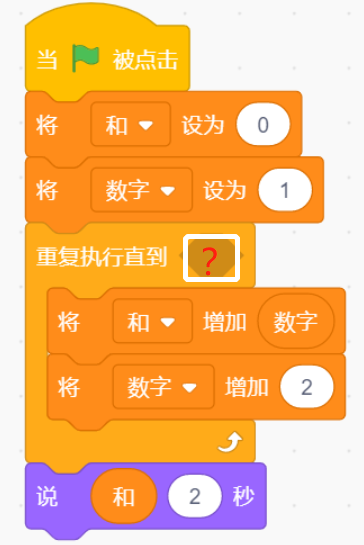 当 被点击
将 和 设为 0
将 数字 设为 1
重复执行直到 ?
将 和 增加 数字
将 数字 增加 2
说 和 2 秒